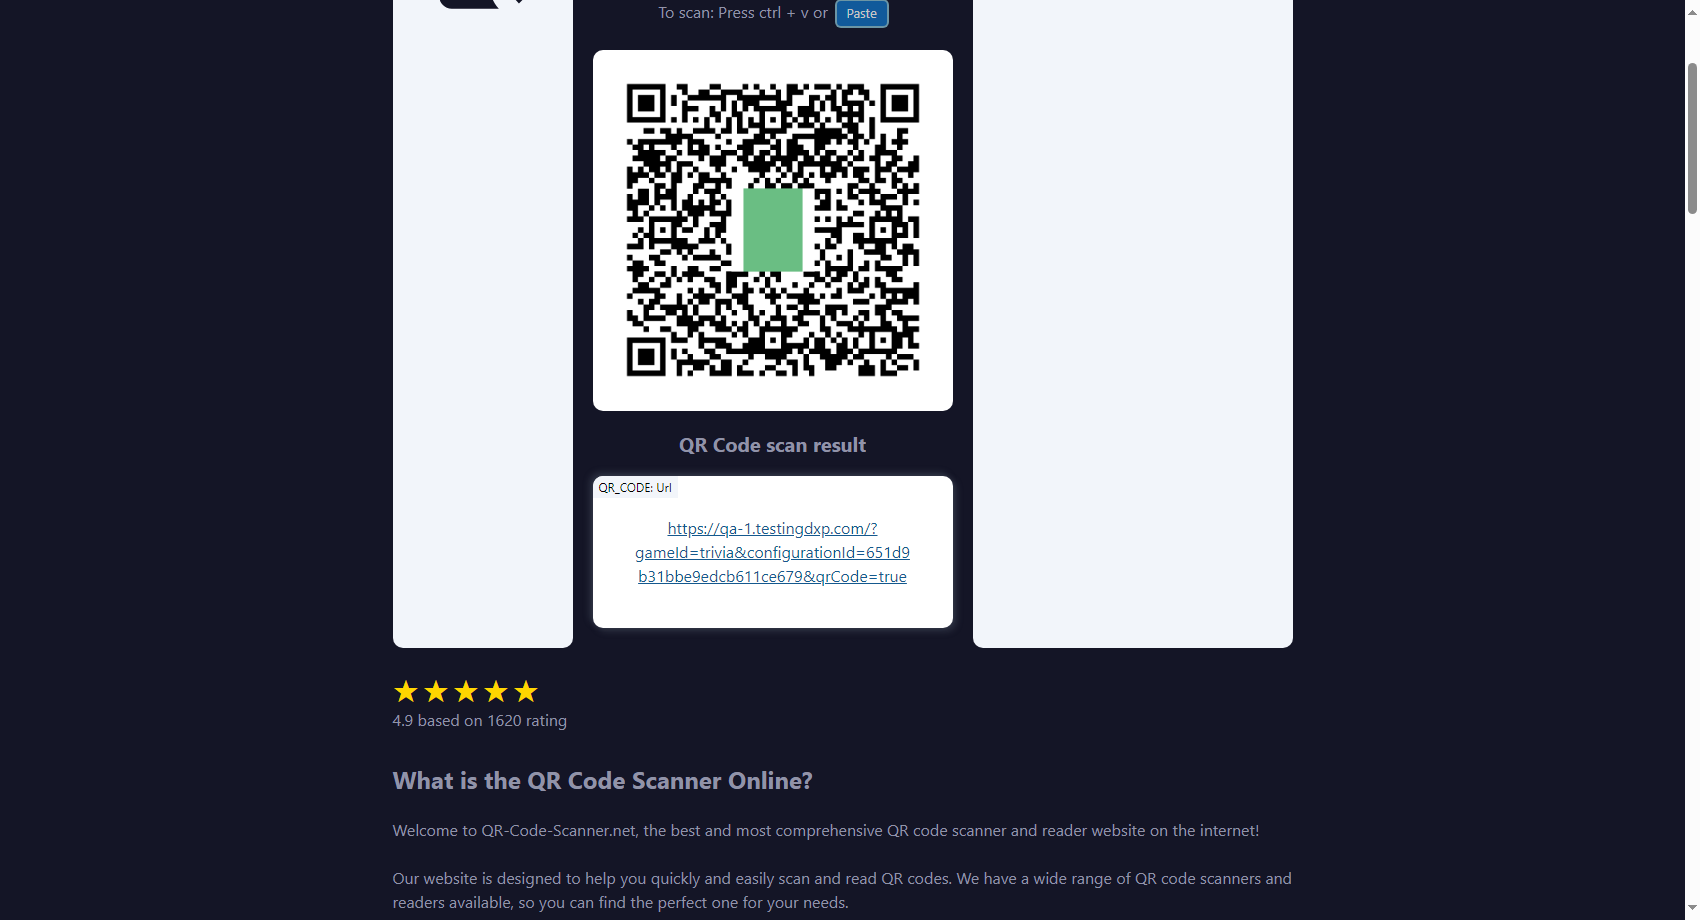 To scan: Press ctrl + v or Paste
QR Code scan result
QR_CODE: Url
https://qa-1.testingdxp.com/?
gameId=trivia&configurationId=651d9
b31bbe9edcb611ce679&qrCode=true
4.9 based on 1620 rating
What is the QR Code Scanner Online?
Welcome to QR-Code-Scanner.net, the best and most comprehensive QR code scanner and reader website on the internet!
Our website is designed to help you quickly and easily scan and read QR codes. We have a wide range of QR code scanners and
readers available, so you can find the perfect one for your needs.